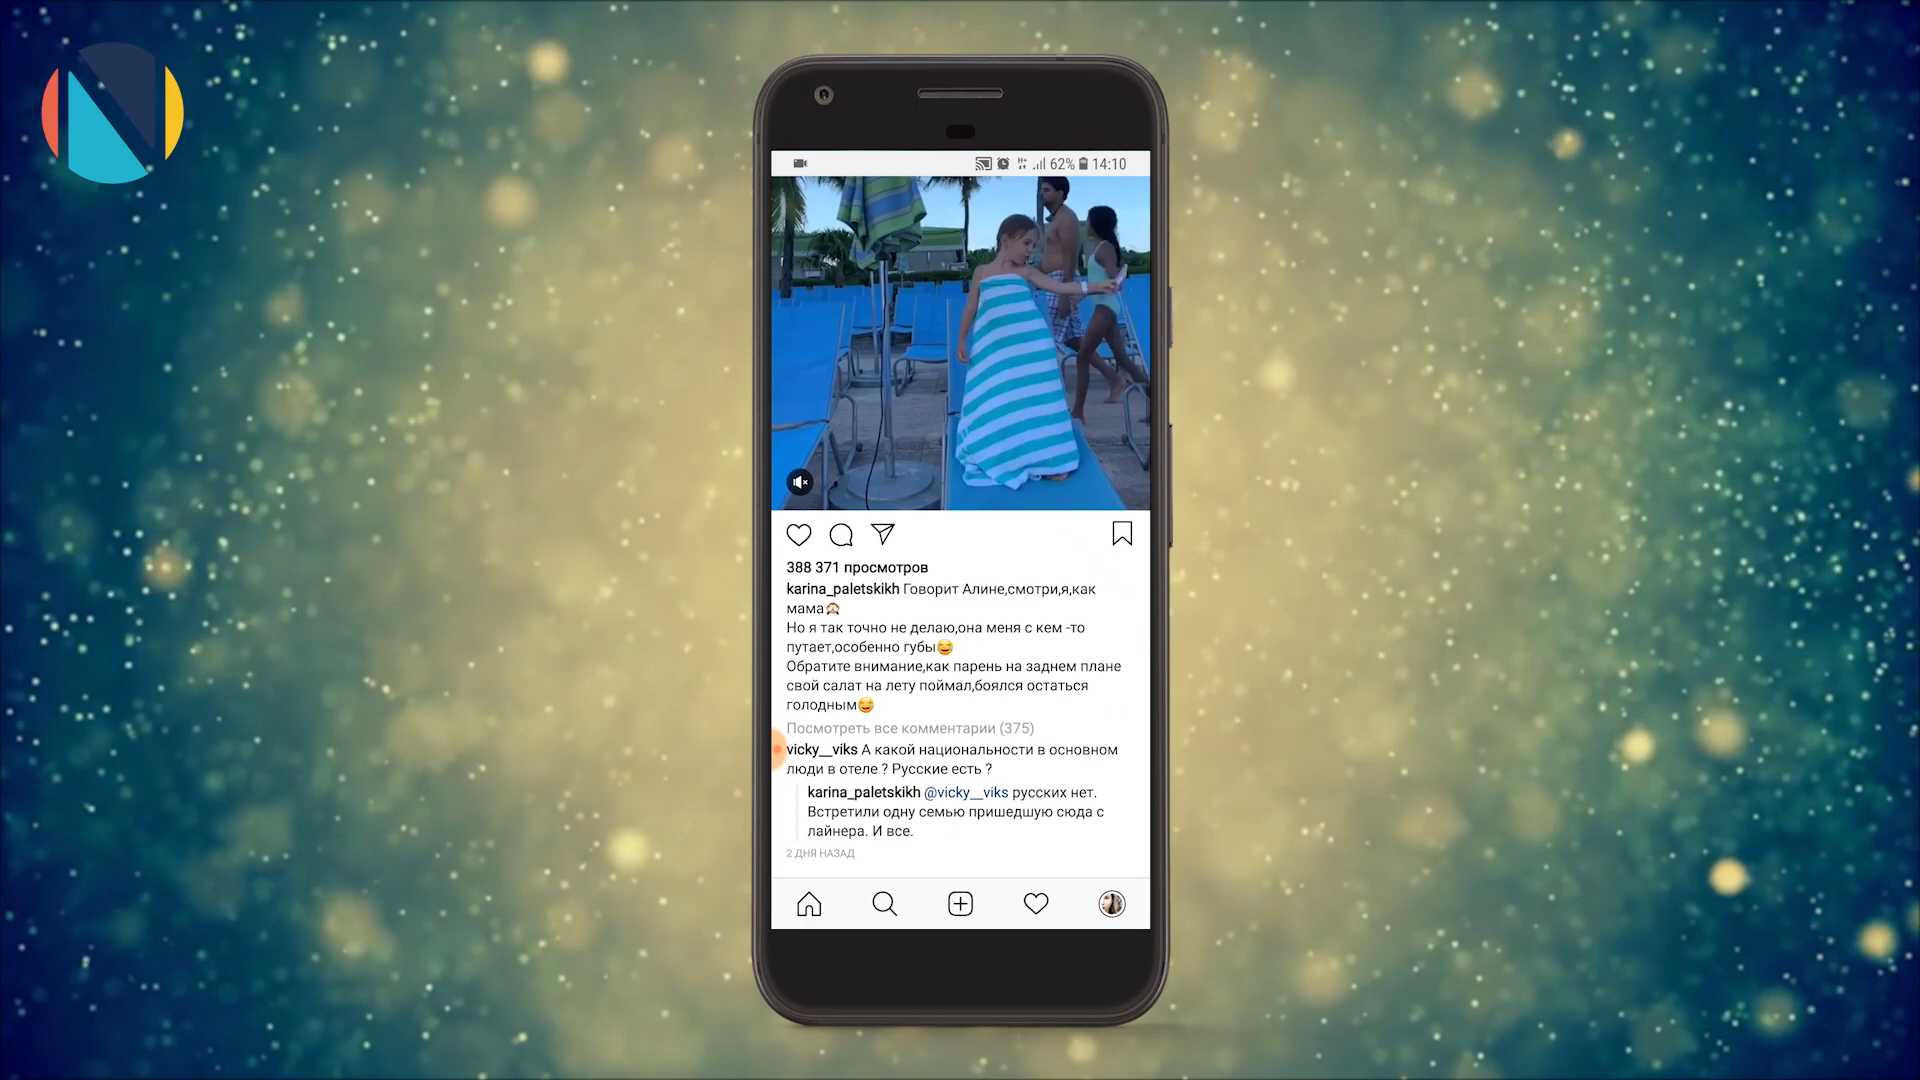 62% 14:10
388 371 просмотров
karina_paletskikh Говорит Алине,смотри,я,как
мама🙊
Но я так точно не делаю,она меня с кем -то
путает,особенно губы😂
Обратите внимание,как парень на заднем плане
свой салат на лету поймал,боялся остаться
голодным😂
Посмотреть все комментарии (375)
vicky__viks А какой национальности в основном
люди в отеле ? Русские есть ?
karina_paletskikh @vicky__viks русских нет.
Встретили одну семью пришедшую сюда с
лайнера. И все.
2 ДНЯ НАЗАД